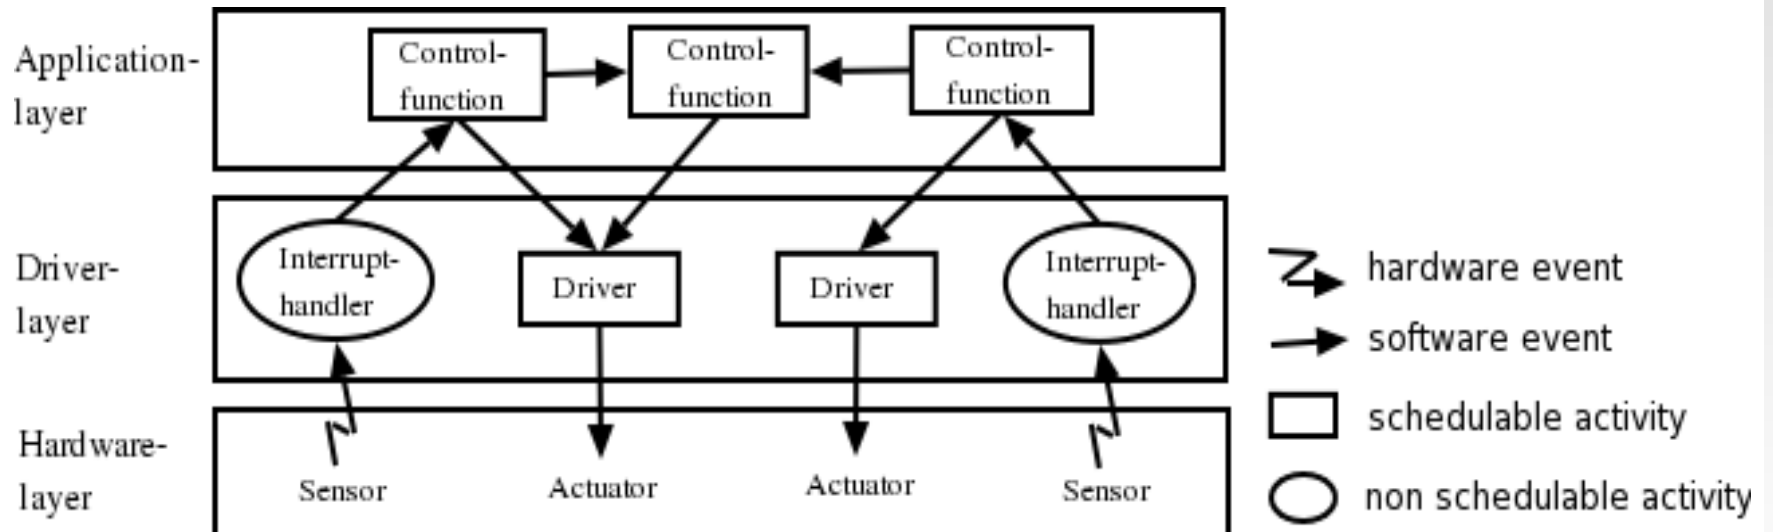 Application-
layer
Control-
function
Control-
function
Control-
function
Driver-
layer
Interrupt-
handler
Driver
Driver
Interrupt-
handler
Hardware-
layer
Sensor
Actuator
Actuator
Sensor
hardware event
software event
schedulable activity
non schedulable activity